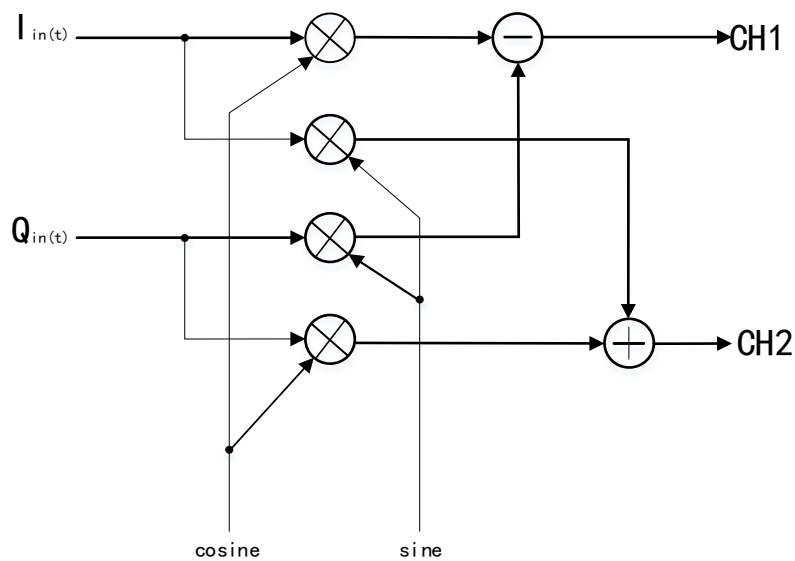 I in(t)
CH1
Q in(t)
CH2
cosine
sine